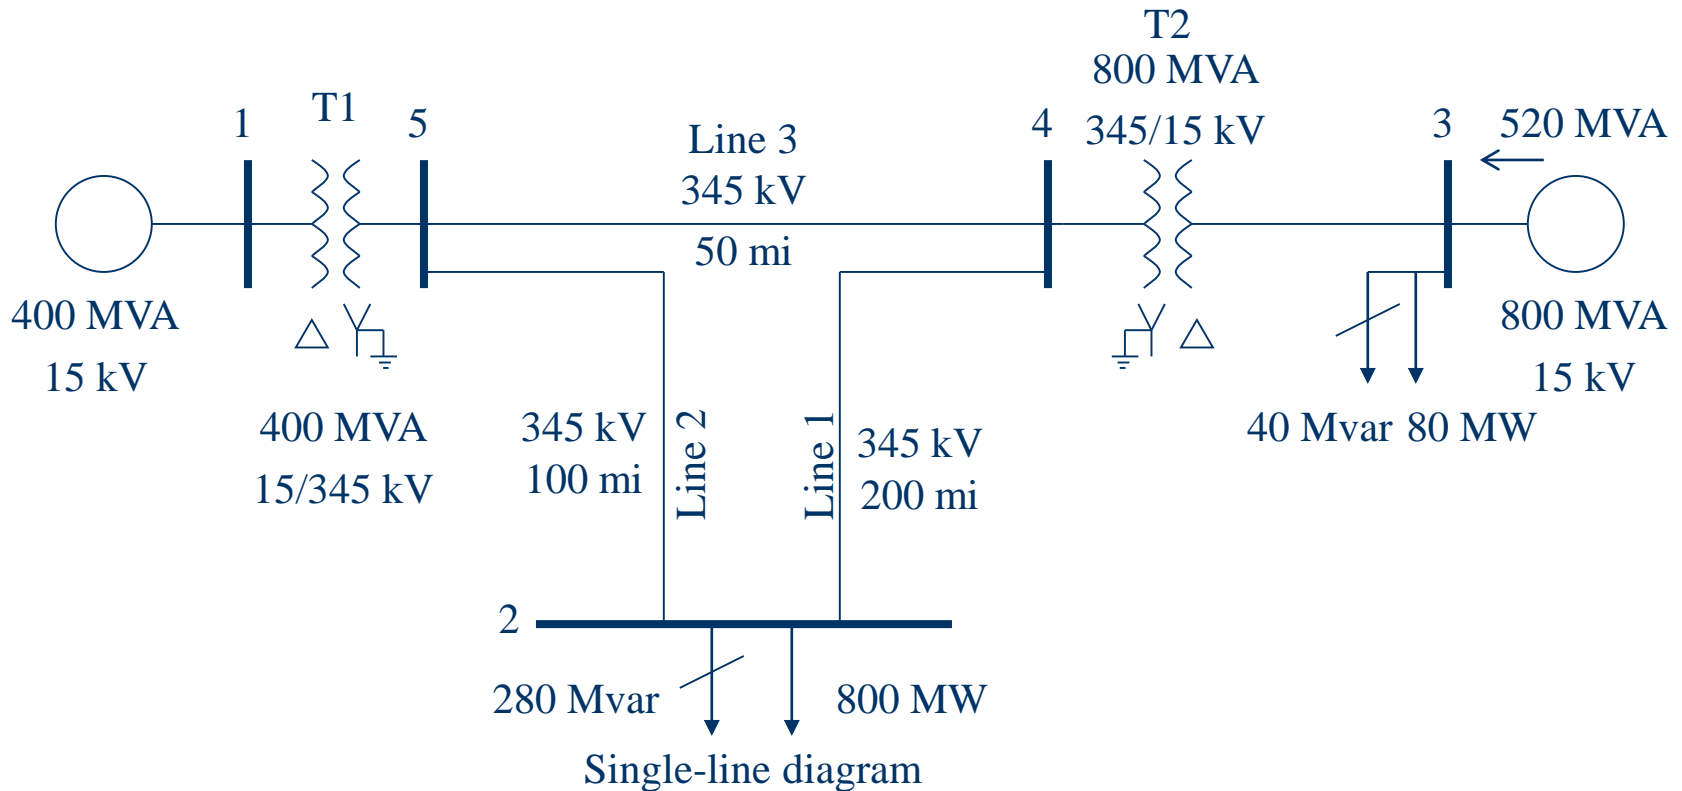 T2
800 MVA
345/15 kV
T1
1
5
Line 3
345 kV
50 mi
4
3
520 MVA
400 MVA
15 kV
800 MVA
15 kV
400 MVA
15/345 kV
345 kV
100 mi
Line 2
Line 1
345 kV
200 mi
40 Mvar 80 MW
2
280 Mvar
800 MW
Single-line diagram